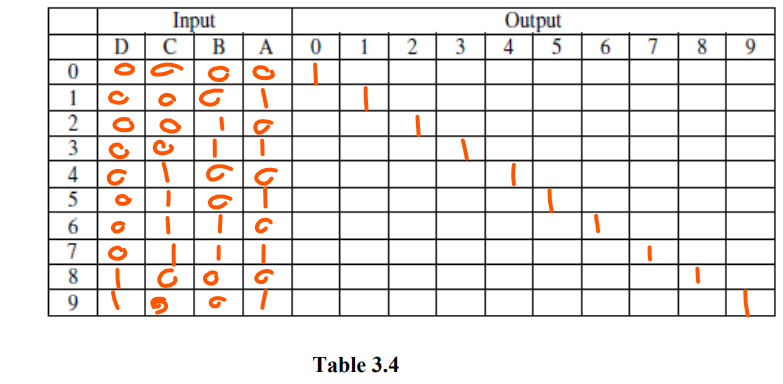 Input Output
D C B A 0 1 2 3 4 5 6 7 8 9
0 0 0 0 0 1
1 0 0 0 1 1
2 0 0 1 0 1
3 0 0 1 1 1
4 0 1 0 0 1
5 0 1 0 1 1
6 0 1 1 0 1
7 0 1 1 1 1
8 1 0 0 0 1
9 1 0 0 1 1
Table 3.4